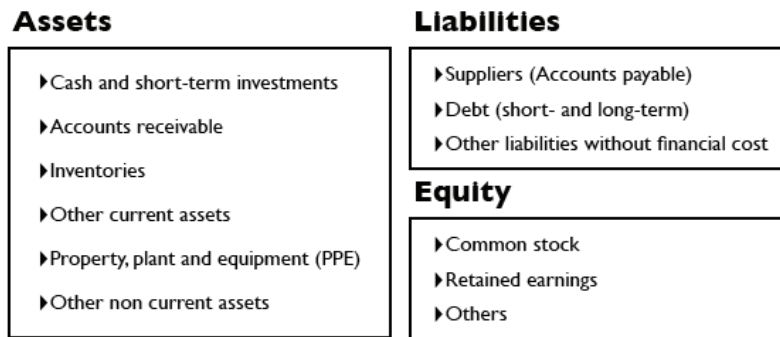 Assets
Cash and short-term investments
Accounts receivable
Inventories
Other current assets
Property, plant and equipment (PPE)
Other non current assets
Liabilities
Suppliers (Accounts payable)
Debt (short- and long-term)
Other liabilities without financial cost
Equity
Common stock
Retained earnings
Others